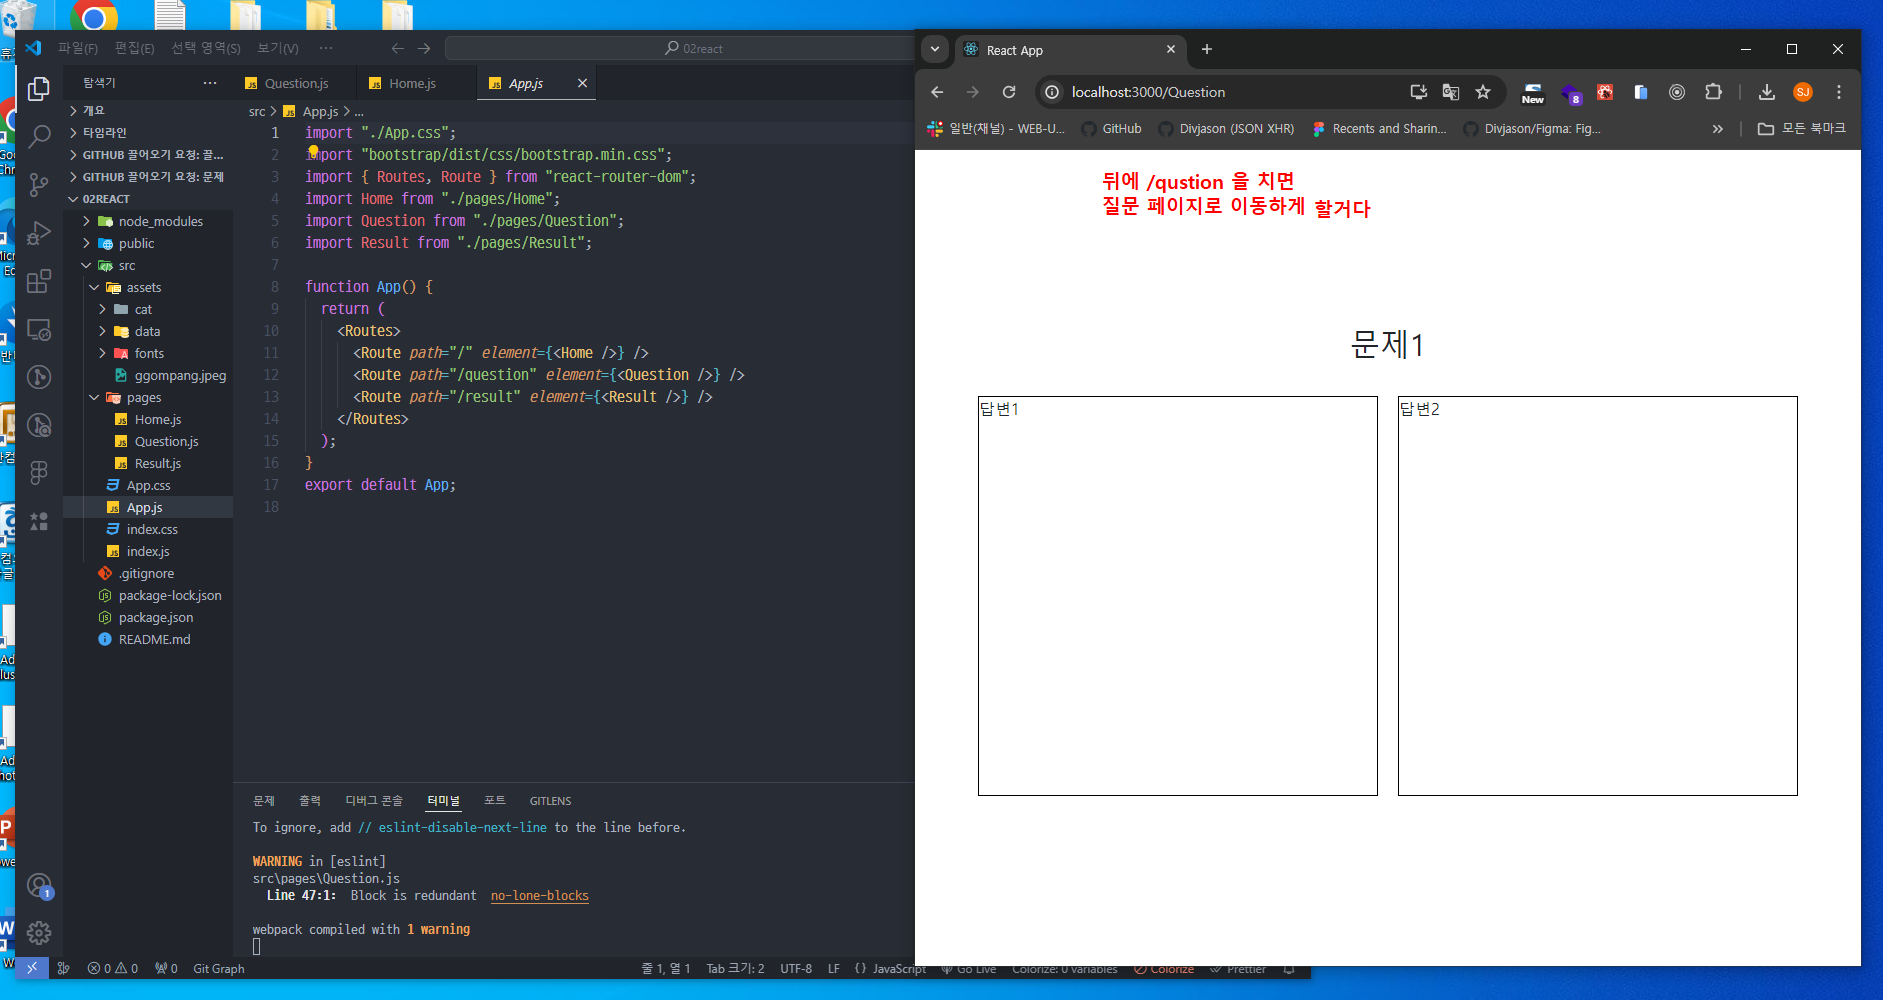 파일(F) 편집(E) 선택 영역(S) 보기(V) ··· 02react
탐색기 ···
개요
타임라인
GITHUB 끌어오기 요청: 끌...
GITHUB 끌어오기 요청: 문제
02REACT
node_modules
public
src
assets
cat
data
fonts
ggompang.jpeg
pages
Home.js
Question.js
Result.js
App.css
App.js
index.css
index.js
.gitignore
package-lock.json
package.json
README.md
Question.js Home.js App.js
src > App.js > ...
1 import "./App.css";
2 import "bootstrap/dist/css/bootstrap.min.css";
3 import { Routes, Route } from "react-router-dom";
4 import Home from "./pages/Home";
5 import Question from "./pages/Question";
6 import Result from "./pages/Result";
7
8 function App() {
9 return (
10 <Routes>
11 <Route path="/" element={<Home />} />
12 <Route path="/question" element={<Question />} />
13 <Route path="/result" element={<Result />} />
14 </Routes>
15 );
16 }
17 export default App;
18
문제 출력 디버그 콘솔 터미널 포트 GITLENS
To ignore, add // eslint-disable-next-line to the line before.
WARNING in [eslint]
src\pages\Question.js
Line 47:1: Block is redundant no-lone-blocks
webpack compiled with 1 warning
1
0 0 0 Git Graph 줄 1, 열 1 Tab 크기: 2 UTF-8 LF {} JavaScript Go Live Colorize: 0 variables Colorize Prettier
React App
localhost:3000/Question New 8 SJ
일반(채널) - WEB-U... GitHub Divjason (JSON XHR) Recents and Sharin... Divjason/Figma: Fig... » 모든 북마크
뒤에 /qustion 을 치면
질문 페이지로 이동하게 할거다
문제1
답변1
답변2